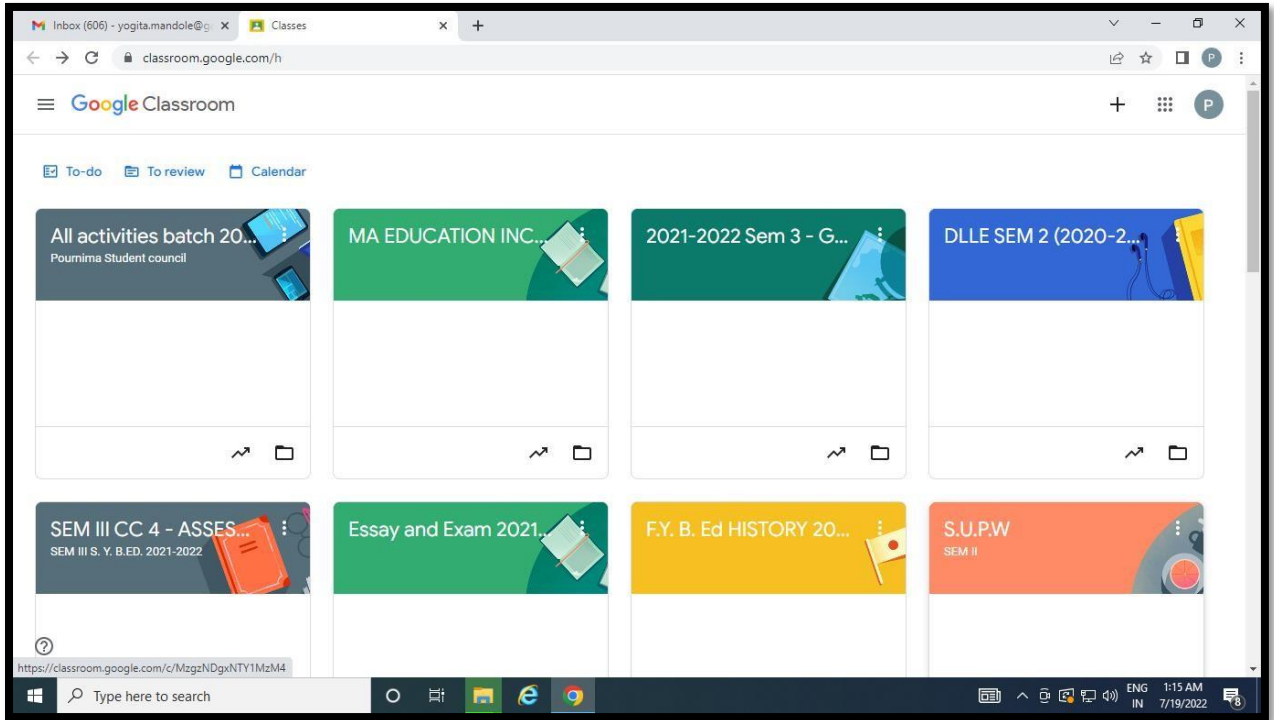 Inbox (606) - yogita.mandole@g
Classes
classroom.google.com/h
P
Google Classroom
P
To-do
To review
Calendar
All activities batch 20...
Pournima Student council
MA EDUCATION INC...
2021-2022 Sem 3 - G...
DLLE SEM 2 (2020-2...
SEM III CC 4 - ASSES...
SEM III S. Y. B.ED. 2021-2022
Essay and Exam 2021...
F.Y. B. Ed HISTORY 20...
S.U.P.W
SEM II
https://classroom.google.com/c/MzgzNDgxNTY1MzM4
Type here to search
ENG
IN
1:15 AM
7/19/2022
8